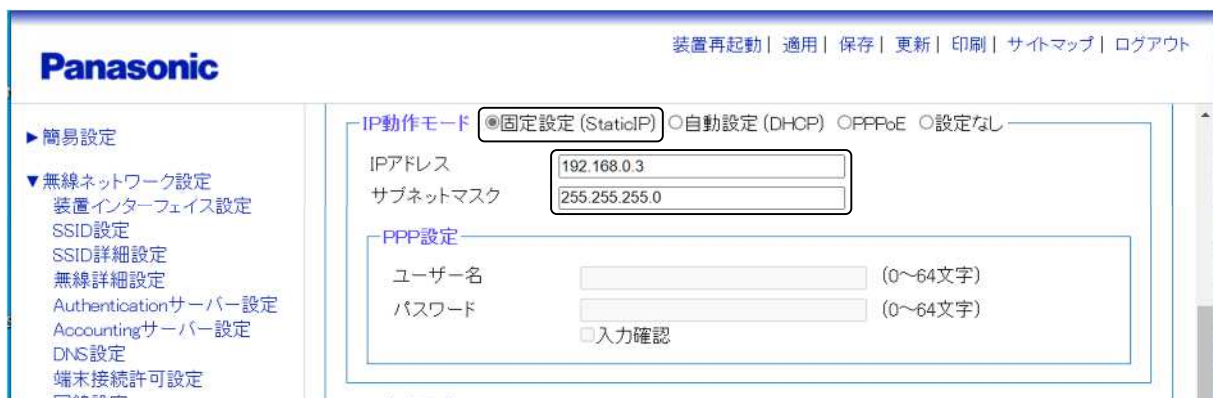 装置再起動| 適用| 保存| 更新| 印刷| サイトマップ| ログアウト
Panasonic
▶簡易設定
▼無線ネットワーク設定
装置インターフェイス設定
SSID設定
SSID詳細設定
無線詳細設定
Authenticationサーバー設定
Accountingサーバー設定
DNS設定
端末接続許可設定
IP動作モード ◉固定設定(StaticIP) ○自動設定(DHCP) ○PPPoE ○設定なし
IPアドレス 192.168.0.3
サブネットマスク 255.255.255.0
PPP設定
ユーザー名 (0～64文字)
パスワード (0～64文字)
□入力確認